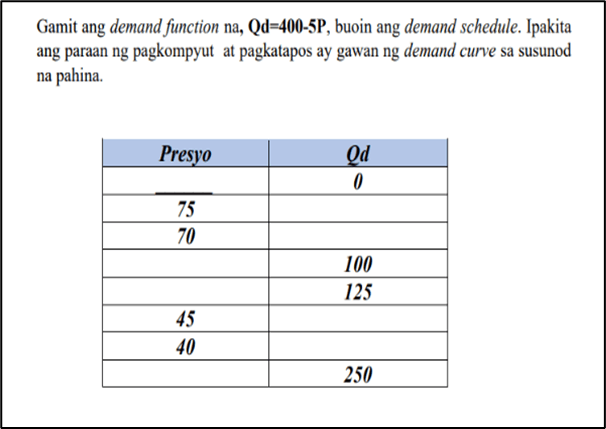 Gamit ang demand function na, Qd=400-5P, buoin ang demand schedule. Ipakita
ang paraan ng pagkompyut at pagkatapos ay gawan ng demand curve sa susunod
na pahina.
Presyo Qd
______ 0
75
70
100
125
45
40
250